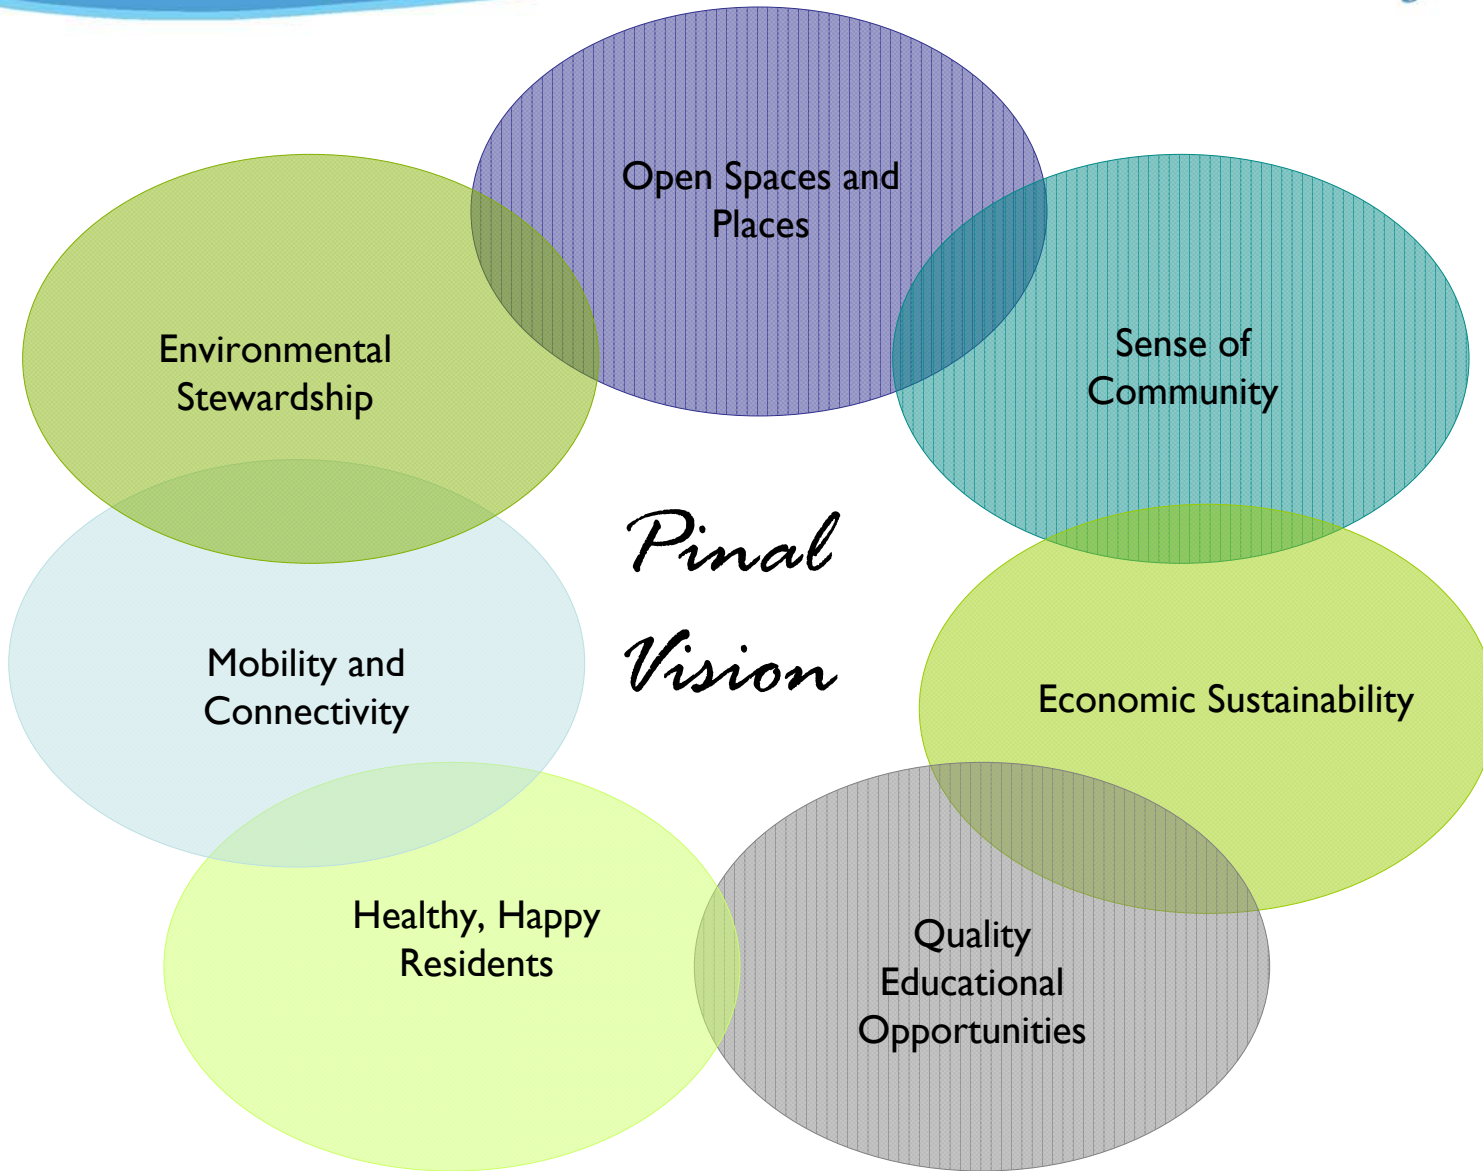 Open Spaces and
Places
Environmental
Stewardship
Sense of
Community
Pinal
Vision
Mobility and
Connectivity
Economic Sustainability
Healthy, Happy
Residents
Quality
Educational
Opportunities